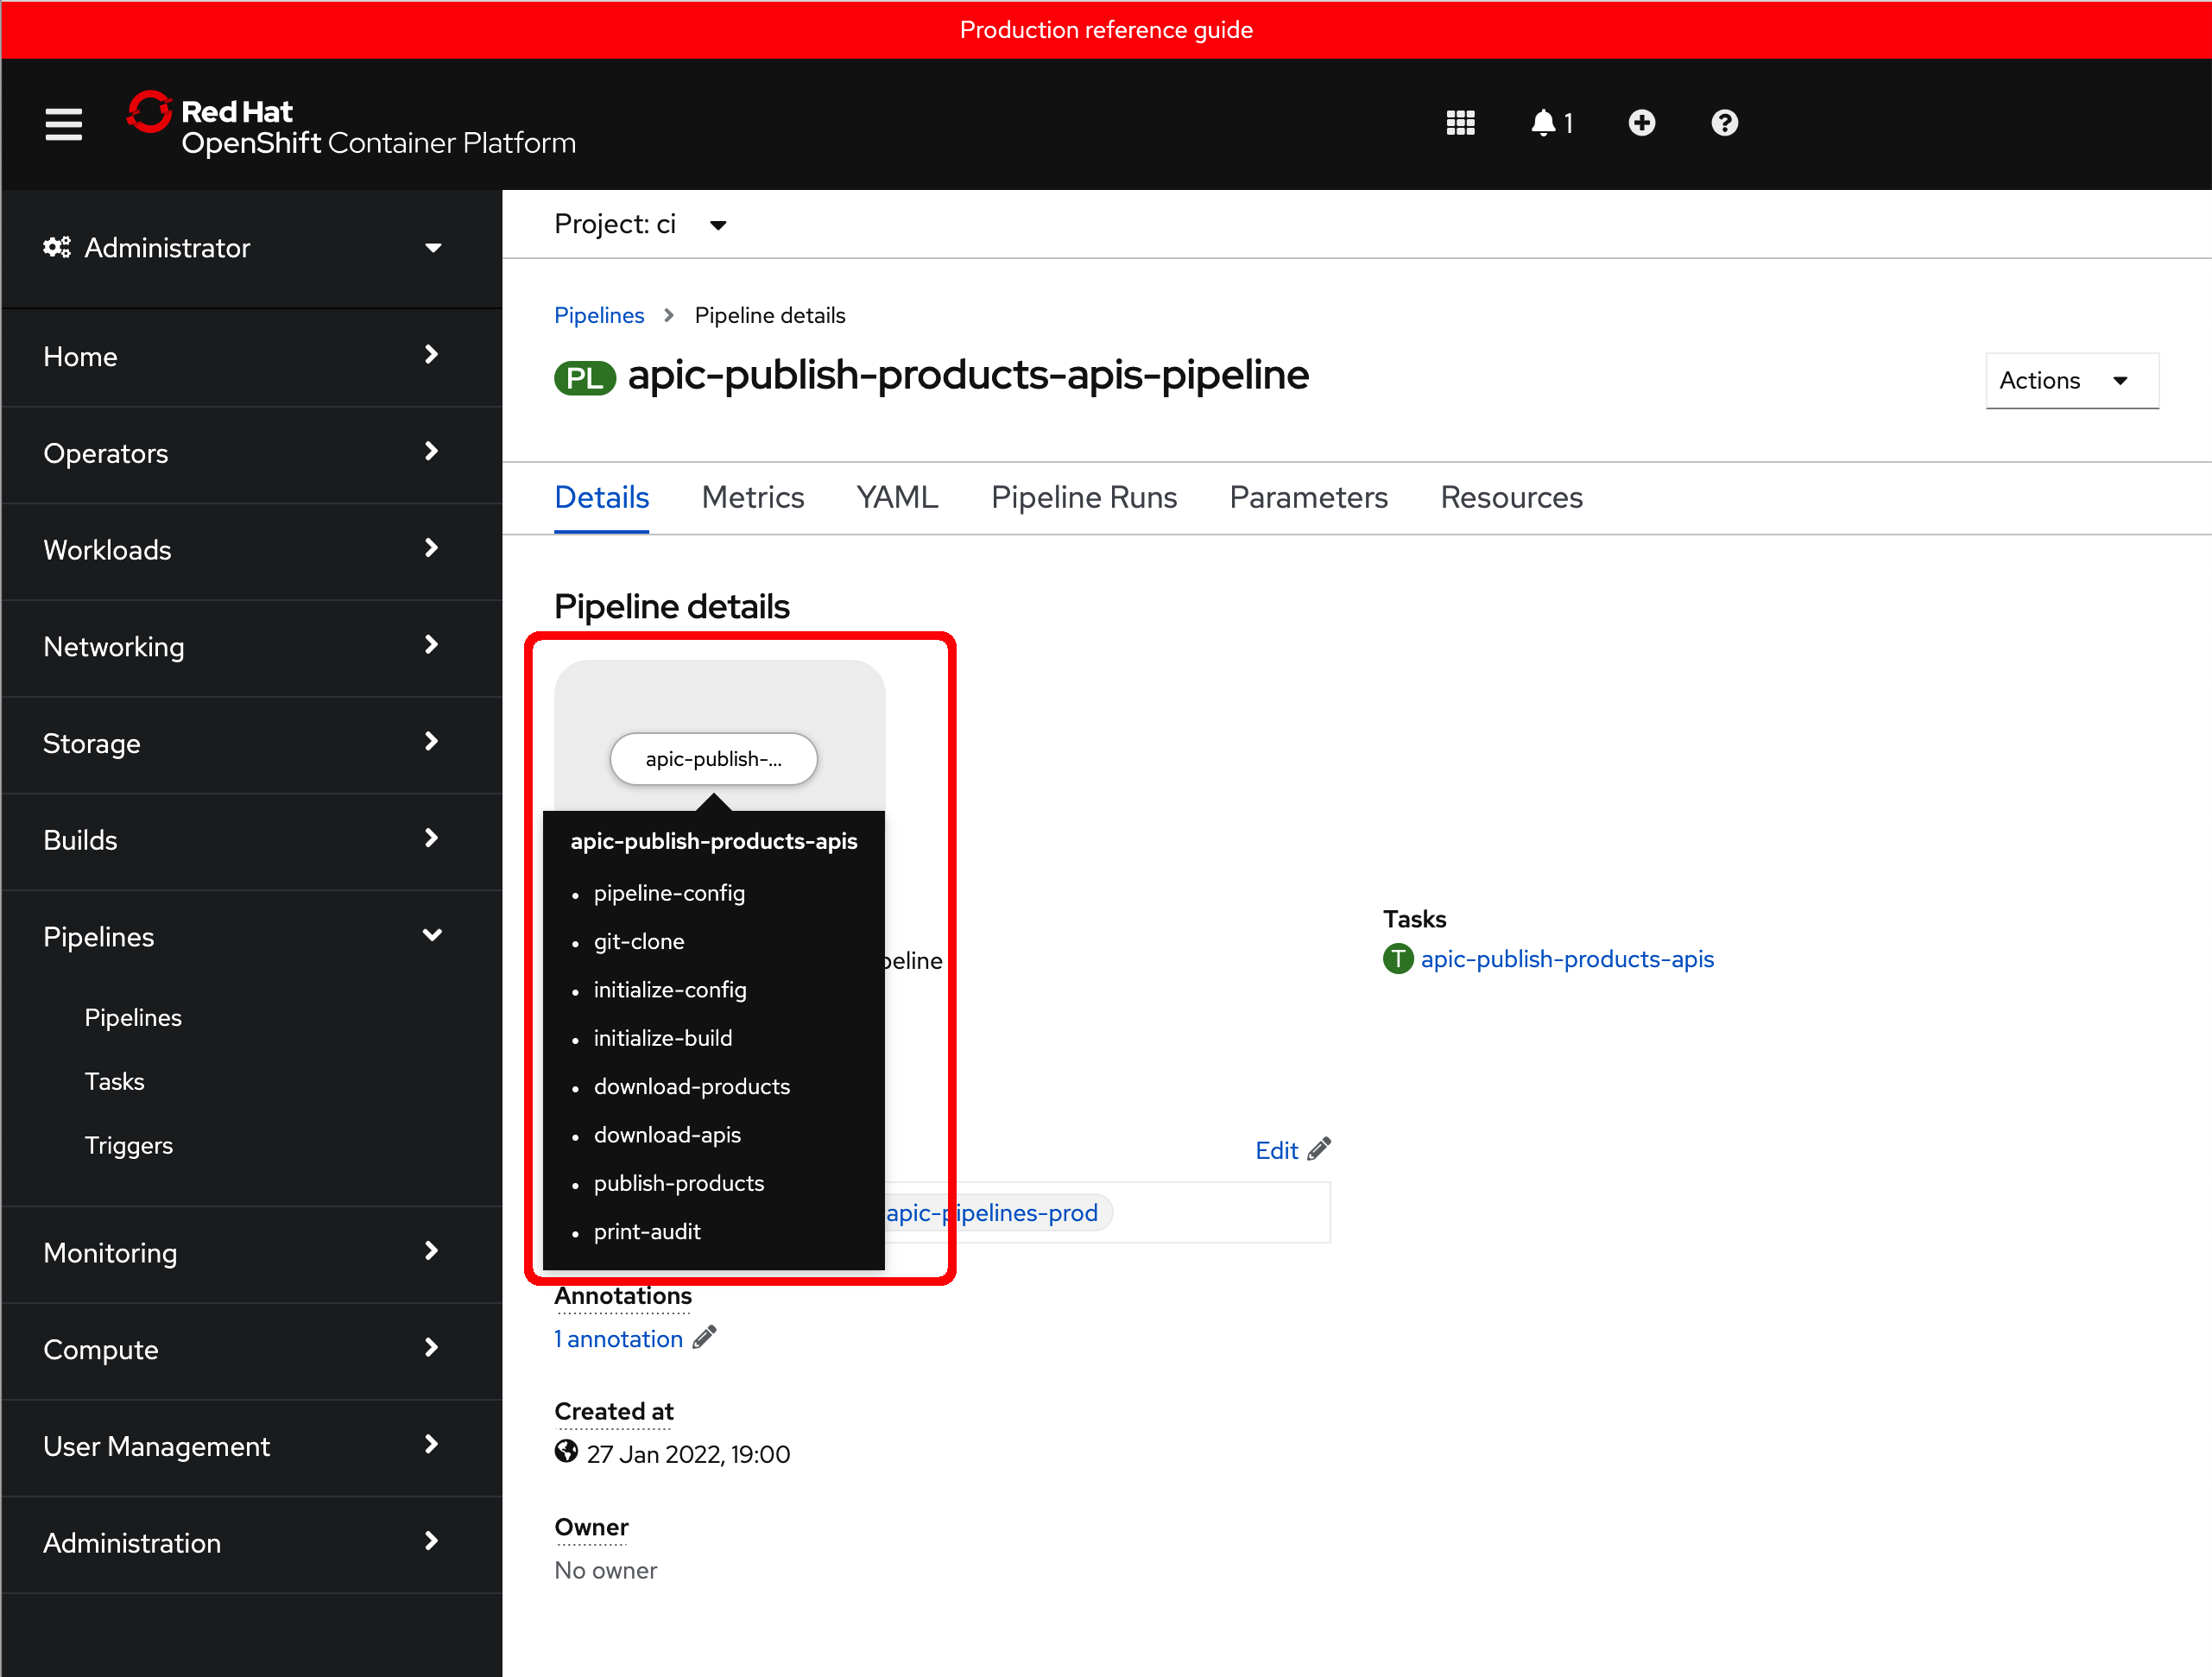 Production reference guide
Red Hat
OpenShift Container Platform
1
Administrator
Home
Operators
Workloads
Networking
Storage
Builds
Pipelines
Pipelines
Tasks
Triggers
Monitoring
Compute
User Management
Administration
Project: ci
Pipelines > Pipeline details
PL apic-publish-products-apis-pipeline
Actions
Details Metrics YAML Pipeline Runs Parameters Resources
Pipeline details
apic-publish-...
apic-publish-products-apis
• pipeline-config
• git-clone
• initialize-config
• initialize-build
• download-products
• download-apis
• publish-products
• print-audit
peline
Tasks
T apic-publish-products-apis
Edit
apic-pipelines-prod
Annotations
1 annotation
Created at
27 Jan 2022, 19:00
Owner
No owner